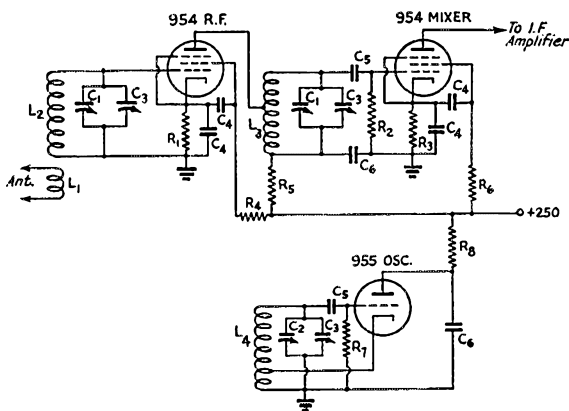 954 R.F.
954 MIXER
To I.F.
Amplifier
L2
C1
C3
R1
C4
C4
Ant.
L1
L3
C1
C3
C5
R2
C6
R3
C4
C4
R5
R4
R6
+250
R8
955 OSC.
L4
C2
C3
C5
R7
C6